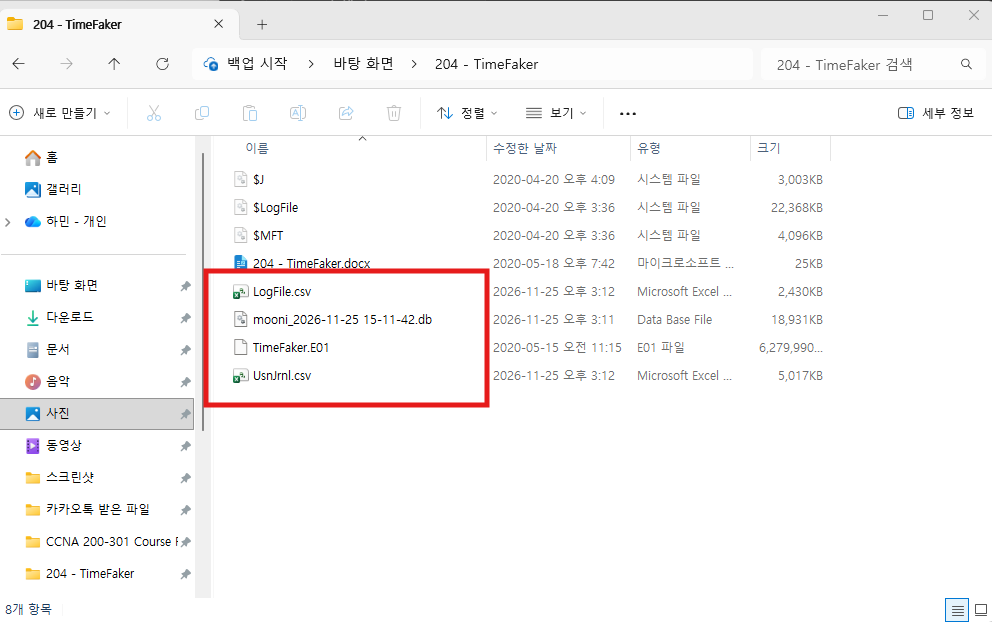 204 - TimeFaker
백업 시작 > 바탕 화면 > 204 - TimeFaker
204 - TimeFaker 검색
새로 만들기
정렬
보기
세부 정보
홈
갤러리
하민 - 개인
바탕 화면
다운로드
문서
음악
사진
동영상
스크린샷
카카오톡 받은 파일
CCNA 200-301 Course F
204 - TimeFaker
이름 수정한 날짜 유형 크기
$J 2020-04-20 오후 4:09 시스템 파일 3,003KB
$LogFile 2020-04-20 오후 3:36 시스템 파일 22,368KB
$MFT 2020-04-20 오후 3:36 시스템 파일 4,096KB
204 - TimeFaker.docx 2020-05-18 오후 7:42 마이크로소프트 ... 25KB
LogFile.csv 2026-11-25 오후 3:12 Microsoft Excel ... 2,430KB
mooni_2026-11-25 15-11-42.db 2026-11-25 오후 3:11 Data Base File 18,931KB
TimeFaker.E01 2020-05-15 오전 11:15 E01 파일 6,279,990...
UsnJrnl.csv 2026-11-25 오후 3:12 Microsoft Excel ... 5,017KB
8개 항목